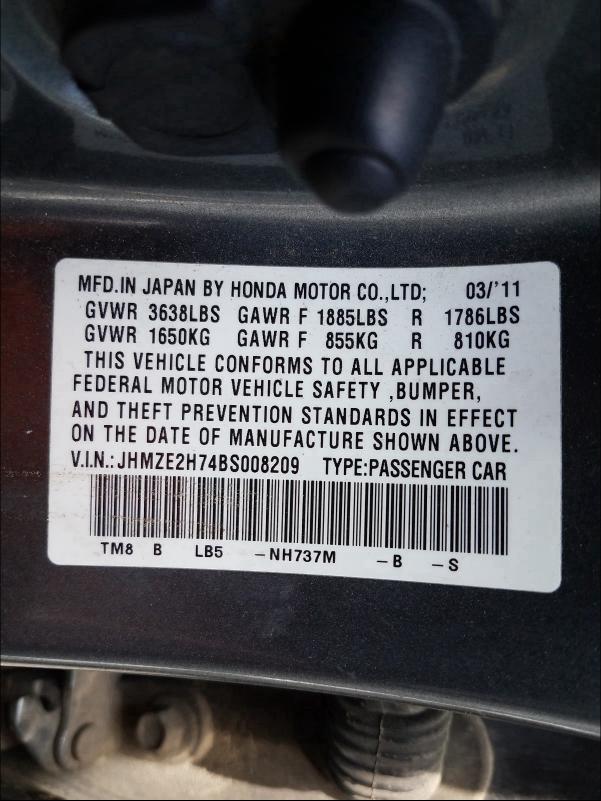 MFD.IN JAPAN BY HONDA MOTOR CO.,LTD; 03/'11
GVWR 3638LBS GAWR F 1885LBS R 1786LBS
GVWR 1650KG GAWR F 855KG R 810KG
THIS VEHICLE CONFORMS TO ALL APPLICABLE
FEDERAL MOTOR VEHICLE SAFETY ,BUMPER,
AND THEFT PREVENTION STANDARDS IN EFFECT
ON THE DATE OF MANUFACTURE SHOWN ABOVE.
V.I.N.: JHMZE2H74BS008209 TYPE:PASSENGER CAR
TM8 B LB5 –NH737M –B –S